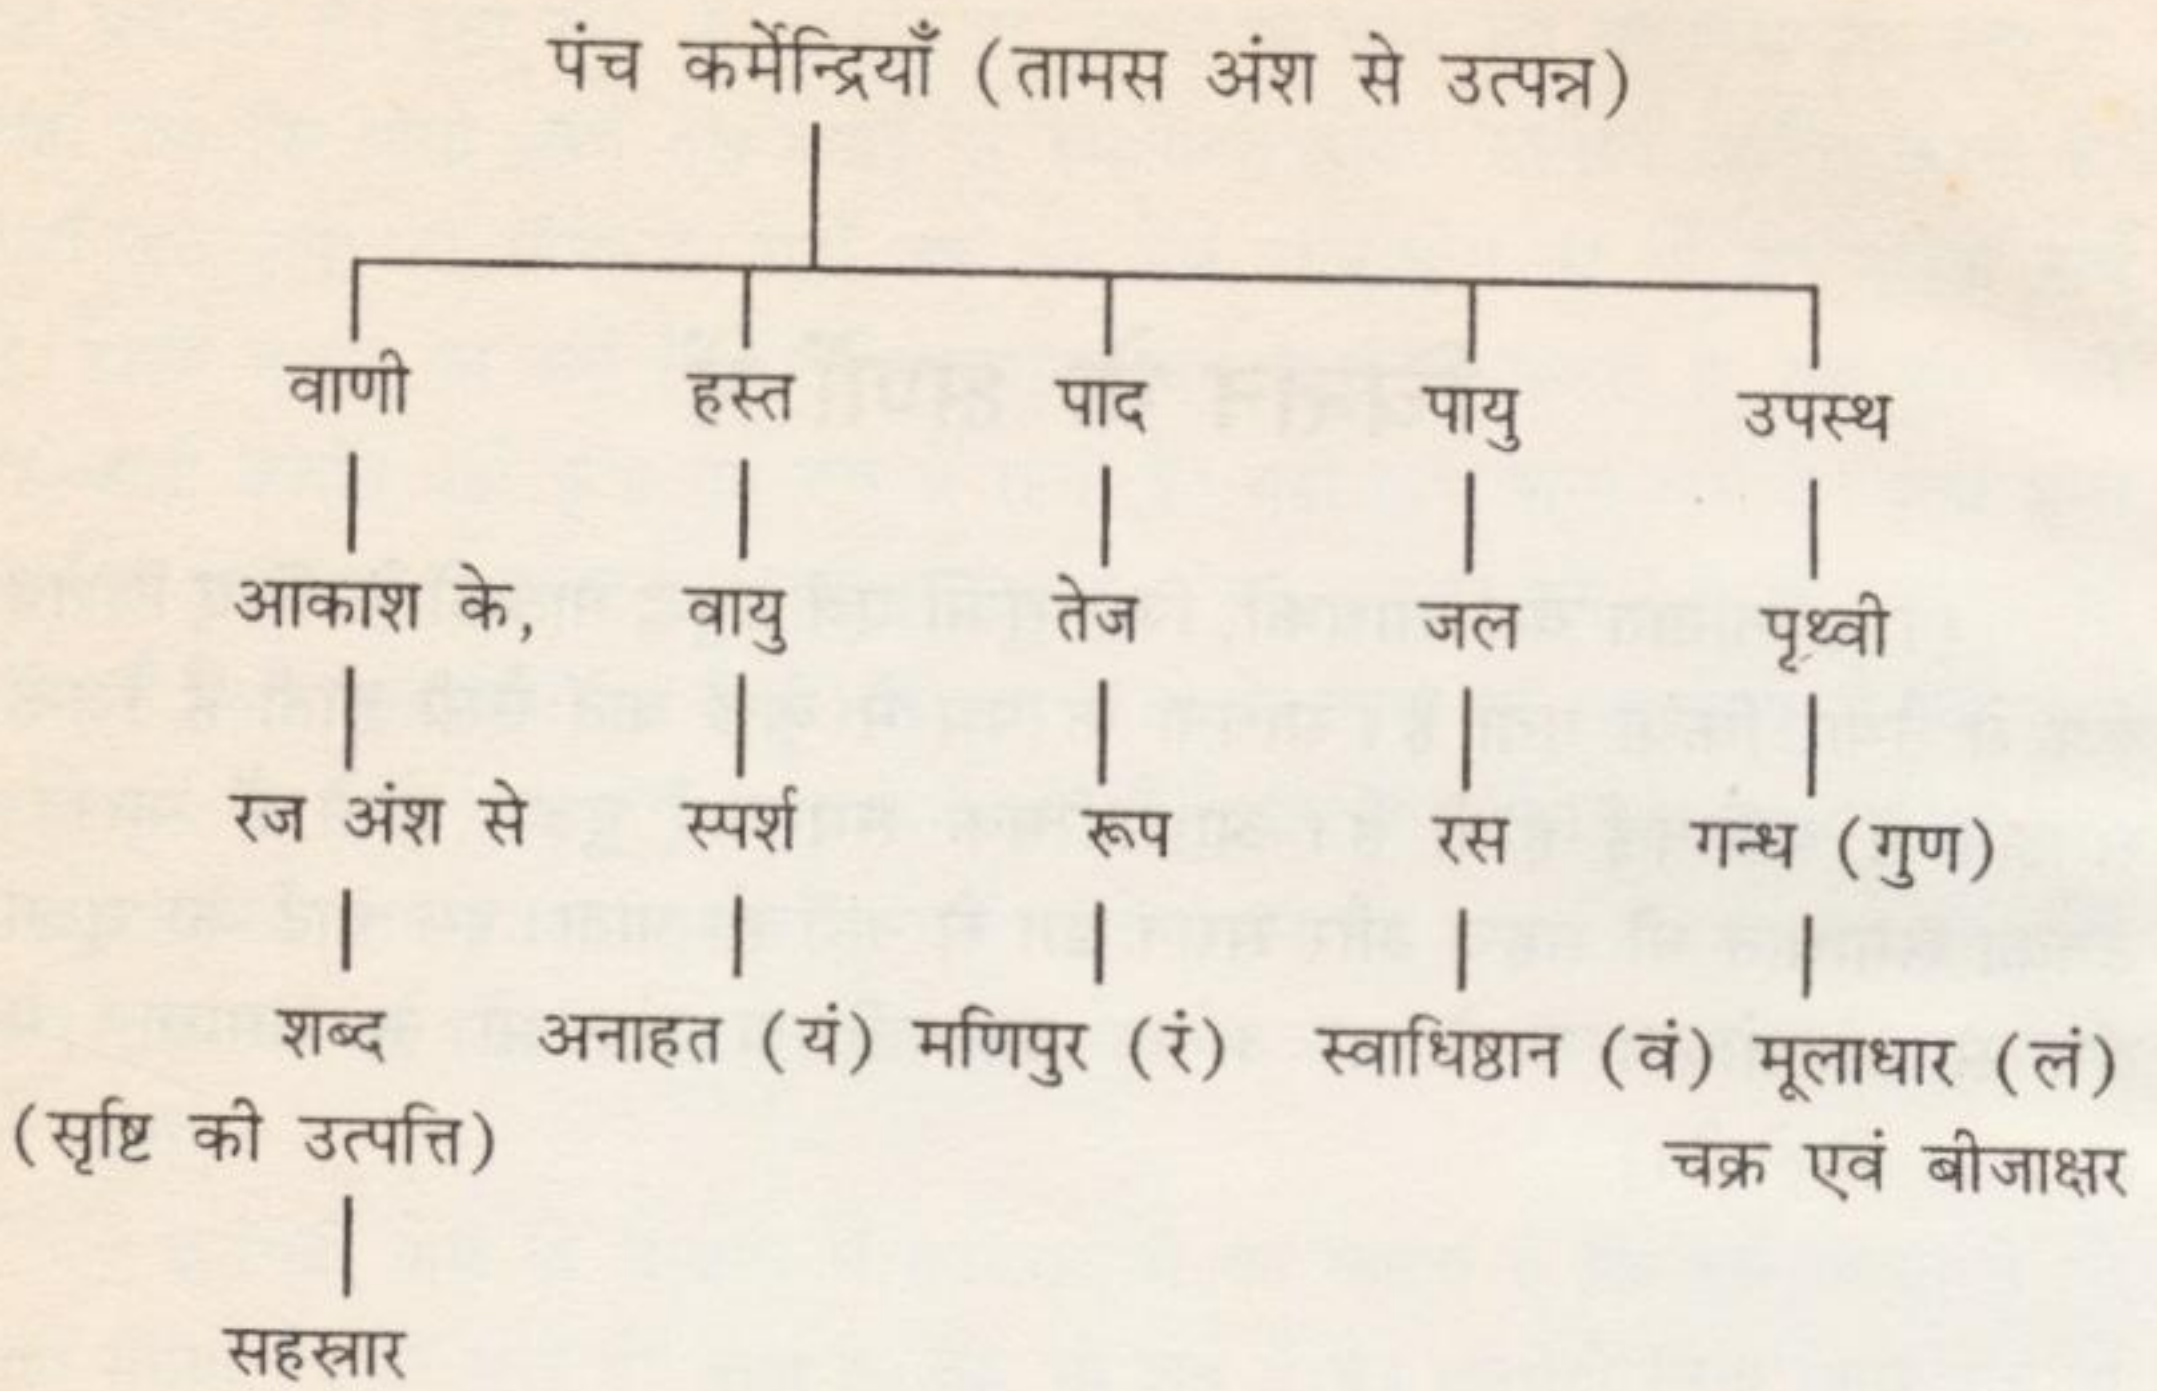 पंच कर्मेन्द्रियाँ (तामस अंश से उत्पन्न)
वाणी हस्त पाद पायु उपस्थ
आकाश के, वायु तेज जल पृथ्वी
रज अंश से स्पर्श रूप रस गन्ध (गुण)
शब्द अनाहत (यं) मणिपुर (रं) स्वाधिष्ठान (वं) मूलाधार (लं)
(सृष्टि की उत्पत्ति) चक्र एवं बीजाक्षर
सहस्त्रार